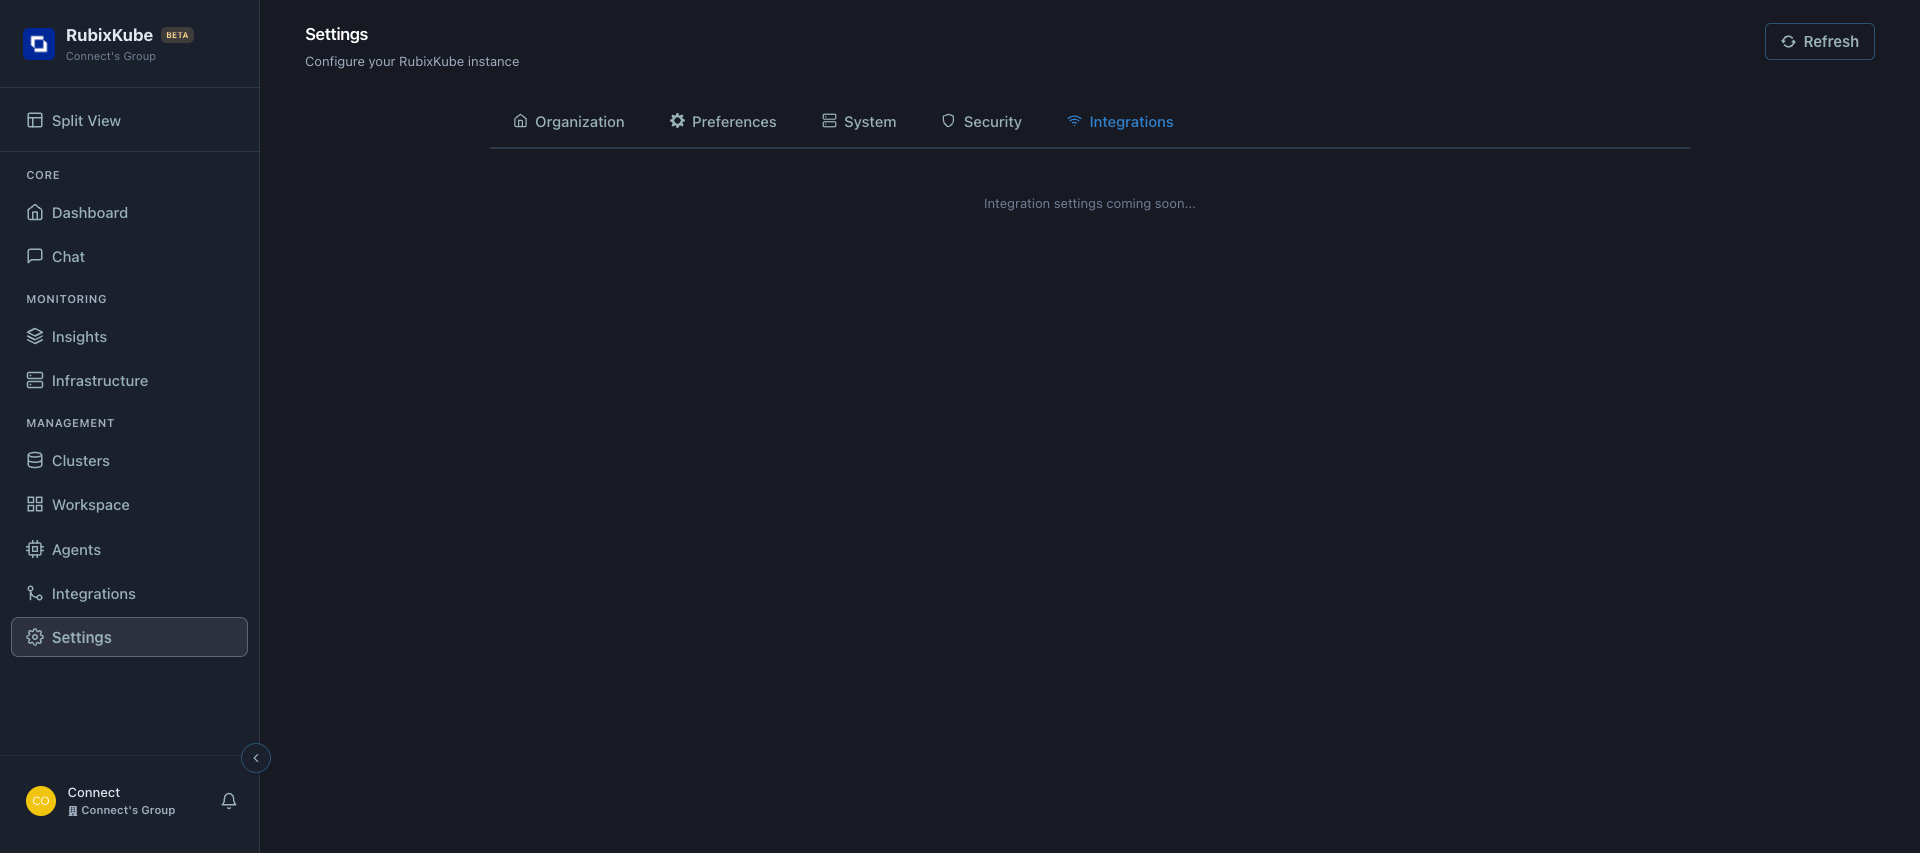 RubixKube BETA
Connect's Group
Split View
CORE
Dashboard
Chat
MONITORING
Insights
Infrastructure
MANAGEMENT
Clusters
Workspace
Agents
Integrations
Settings
CO
Connect
Connect's Group
Settings
Configure your RubixKube instance
Refresh
Organization Preferences System Security Integrations
Integration settings coming soon...